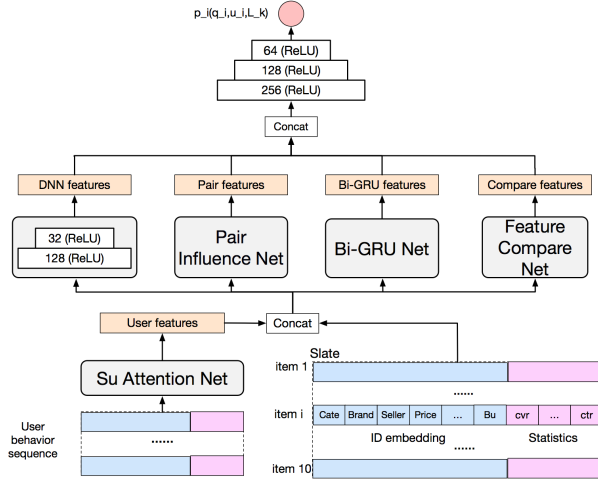 p_i(q_i,u_i,L_k)
64 (ReLU)
128 (ReLU)
256 (ReLU)
Concat
DNN features
Pair features
Bi-GRU features
Compare features
32 (ReLU)
128 (ReLU)
Pair
Influence Net
Bi-GRU Net
Feature
Compare
Net
User features
Concat
Su Attention Net
User
behavior
sequence
......
Slate
item 1
......
item i
Cate Brand Seller Price ... Bu cvr ... ctr
ID embedding
Statistics
......
item 10